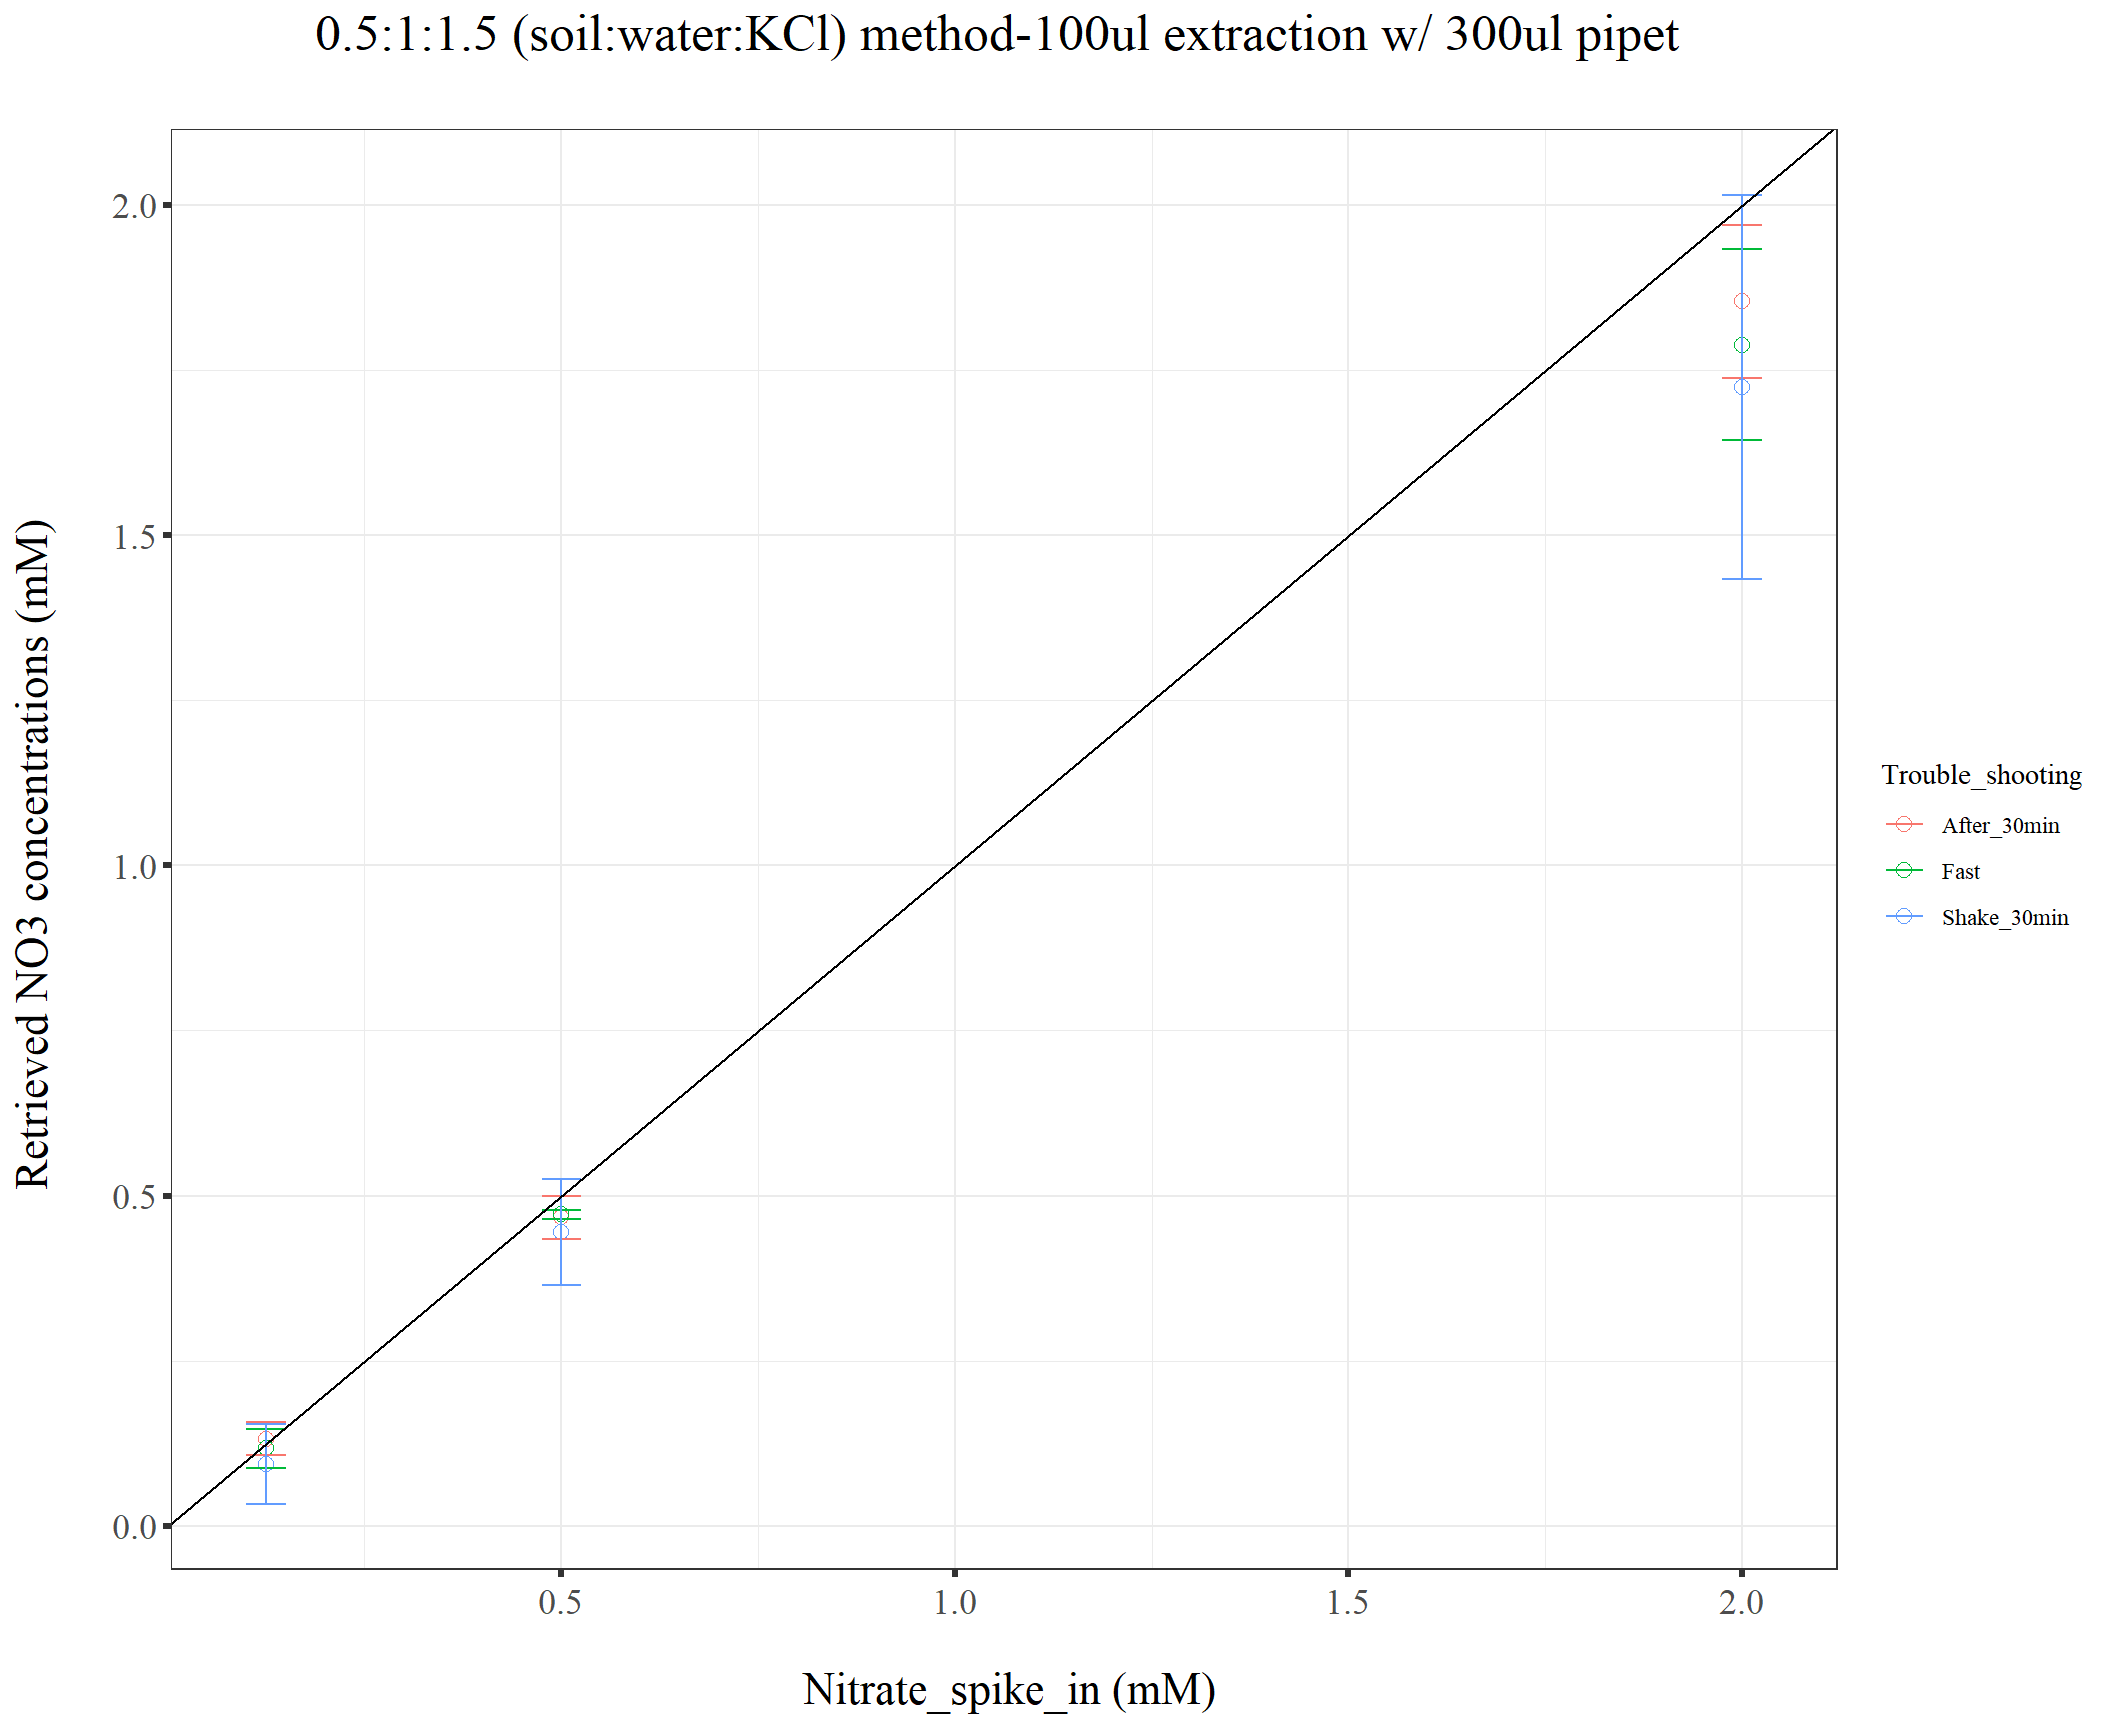 0.5:1:1.5 (soil:water:KCl) method-100ul extraction w/ 300ul pipet
Retrieved NO3 concentrations (mM)
2.0
1.5
1.0
0.5
0.0
0.5 1.0 1.5 2.0
Nitrate_spike_in (mM)
Trouble_shooting
After_30min
Fast
Shake_30min